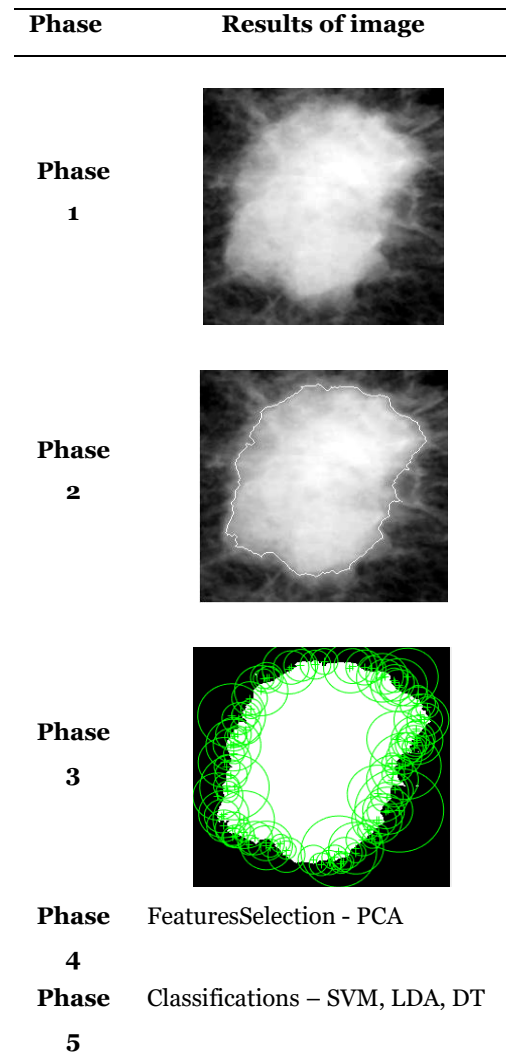 Phase Results of image
Phase
1
Phase
2
Phase
3
Phase FeaturesSelection - PCA
4
Phase Classifications – SVM, LDA, DT
5